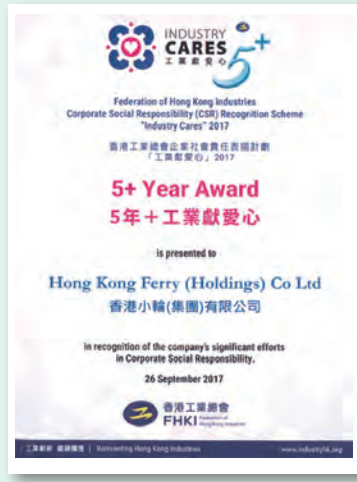 INDUSTRY
CARES
工業獻愛心
5+
Federation of Hong Kong Industries
Corporate Social Responsibility (CSR) Recognition Scheme
"Industry Cares" 2017
香港工業總會企業社會責任表揚計劃
「工業獻愛心」2017
5+ Year Award
5年＋工業獻愛心
is presented to
Hong Kong Ferry (Holdings) Co Ltd
香港小輪(集團)有限公司
in recognition of the company's significant efforts
in Corporate Social Responsibility.
26 September 2017
香港工業總會
FHKI Federation of Hong Kong Industries
Reinventing Hong Kong Industries
www.industryhk.org